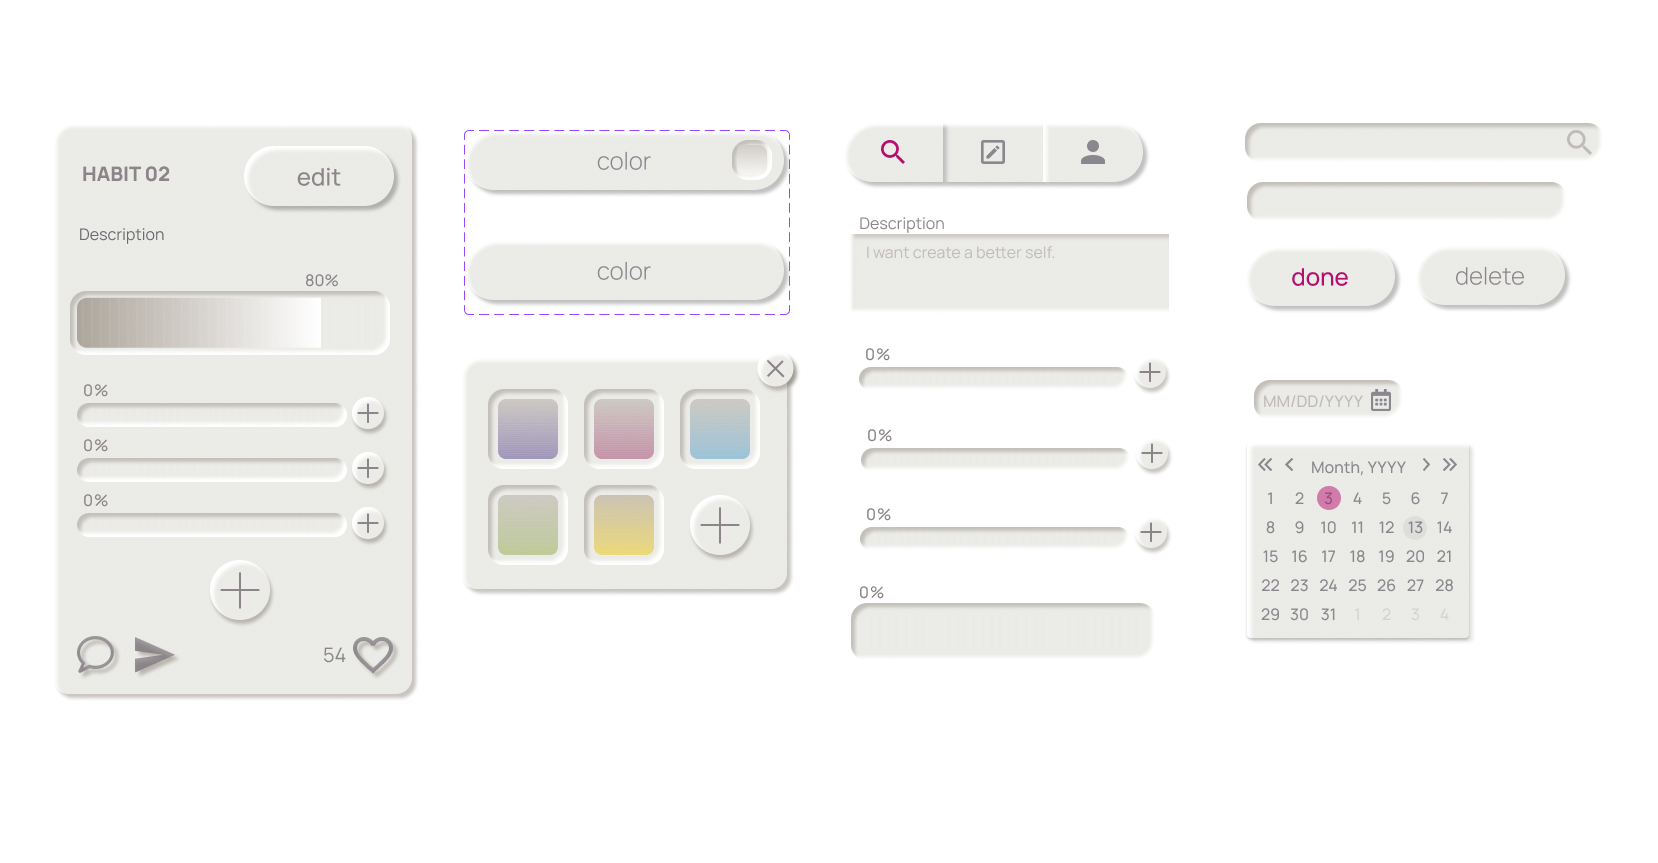 HABIT 02
edit
Description
80%
0%
0%
0%
54
color
color
Description
I want create a better self.
0%
0%
0%
0%
done
delete
MM/DD/YYYY
Month, YYYY
1 2 3 4 5 6 7
8 9 10 11 12 13 14
15 16 17 18 19 20 21
22 23 24 25 26 27 28
29 30 31 1 2 3 4